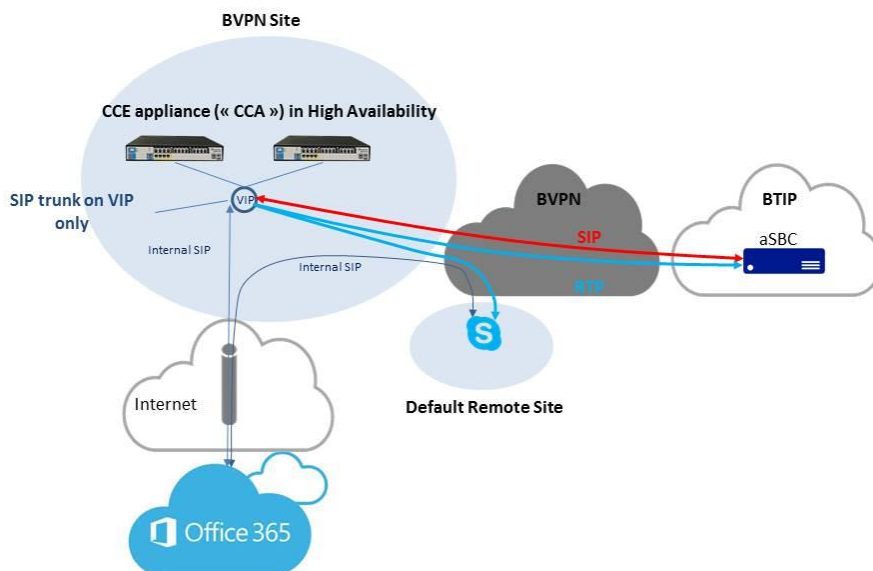 BVPN Site
CCE appliance (« CCA ») in High Availability
SIP trunk on VIP
only
VIP
BVPN
BTIP
aSBC
SIP
Internal SIP
Internal SIP
RTP
S
Default Remote Site
Internet
Office 365